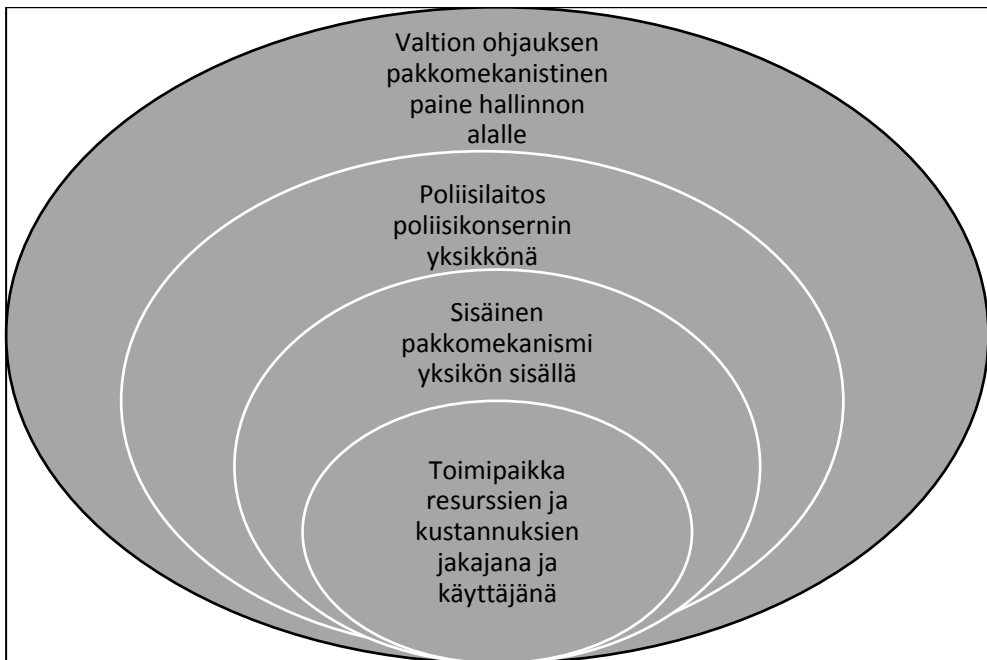 Valtion ohjauksen
pakkomekanistinen
paine hallinnon
alalle
Poliisilaitos
poliisikonsernin
yksikkönä
Sisäinen
pakkomekanismi
yksikön sisällä
Toimipaikka
resurssien ja
kustannuksien
jakajana ja
käyttäjänä